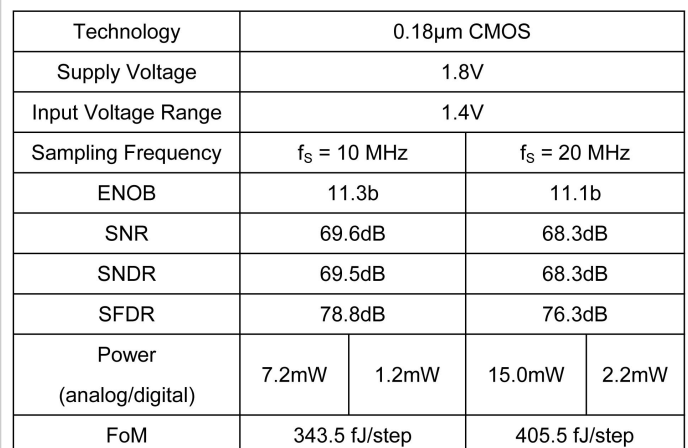 Technology 0.18μm CMOS
Supply Voltage 1.8V
Input Voltage Range 1.4V
Sampling Frequency fS = 10 MHz fS = 20 MHz
ENOB 11.3b 11.1b
SNR 69.6dB 68.3dB
SNDR 69.5dB 68.3dB
SFDR 78.8dB 76.3dB
Power
(analog/digital) 7.2mW 1.2mW 15.0mW 2.2mW
FoM 343.5 fJ/step 405.5 fJ/step